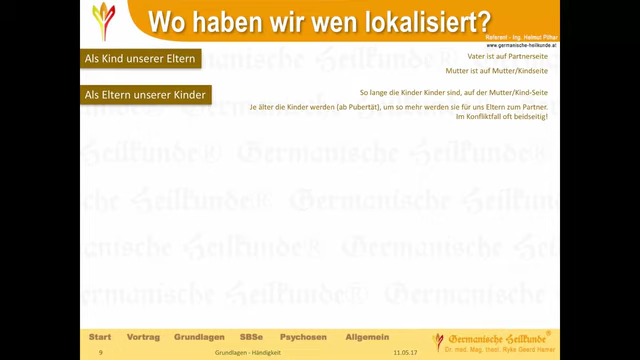 Wo haben wir wen lokalisiert?
Referent - Ing. Helmut Pilhar
www.germanische-heilkunde.at
Als Kind unserer Eltern
Vater ist auf Partnerseite
Mutter ist auf Mutter/Kindseite
Als Eltern unserer Kinder
So lange die Kinder Kinder sind, auf der Mutter/Kind-Seite
Je älter die Kinder werden (ab Pubertät), um so mehr werden sie für uns Eltern zum Partner.
Im Konfliktfall oft beidseitig!
Germanische Heilkunde®
Start Vortrag Grundlagen SBSe Psychosen Allgemein
Germanische Heilkunde®
Dr. med. Mag. theol. Ryke Geerd Hamer
9 Grundlagen - Händigkeit 11.05.17